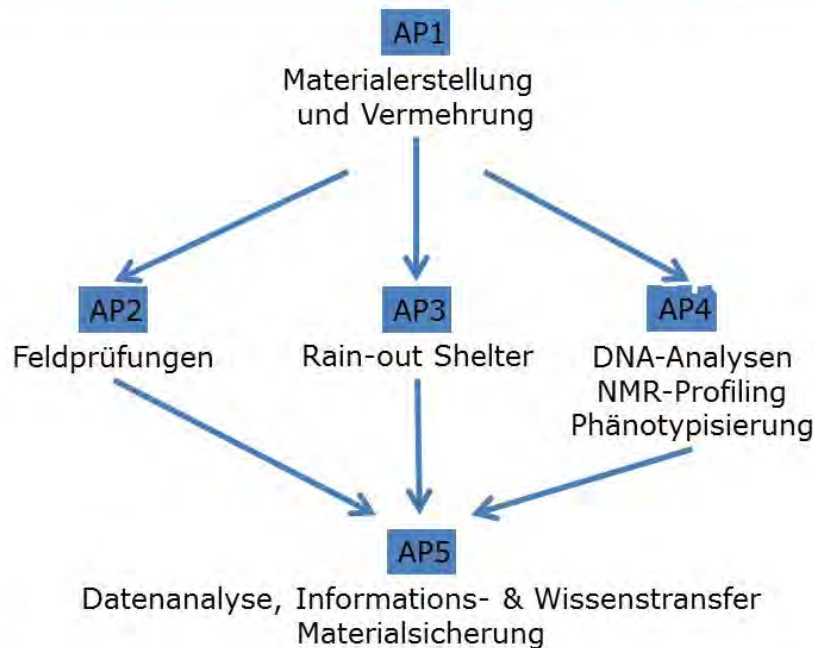 AP1
Materialerstellung
und Vermehrung
AP2
Feldprüfungen
AP3
Rain-out Shelter
AP4
DNA-Analysen
NMR-Profiling
Phänotypisierung
AP5
Datenanalyse, Informations- & Wissenstransfer
Materialsicherung